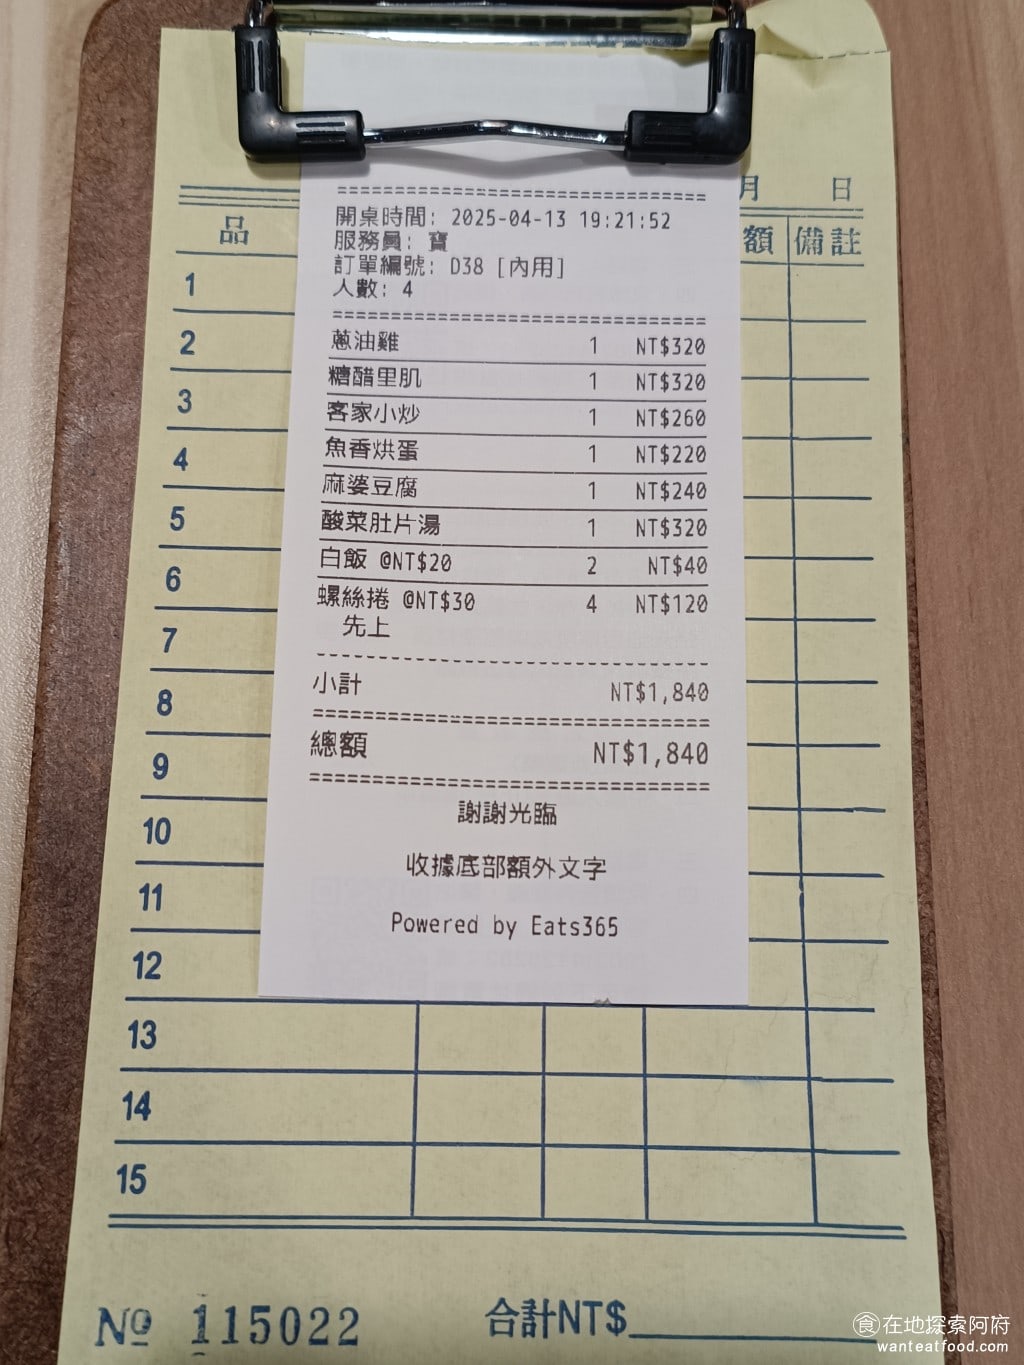 月 日
品 額 備註
==============================
開桌時間: 2025-04-13 19:21:52
服務員: 寶
訂單編號: D38 [內用]
人數: 4
==============================
蔥油雞 1 NT$320
糖醋里肌 1 NT$320
客家小炒 1 NT$260
魚香烘蛋 1 NT$220
麻婆豆腐 1 NT$240
酸菜肚片湯 1 NT$320
白飯 @NT$20 2 NT$40
螺絲捲 @NT$30 4 NT$120
先上
------------------------------
小計 NT$1,840
==============================
總額 NT$1,840
==============================
謝謝光臨
收據底部額外文字
Powered by Eats365
1
2
3
4
5
6
7
8
9
10
11
12
13
14
15
№ 115022 合計NT$
食在地探索阿府
wanteatfood.com